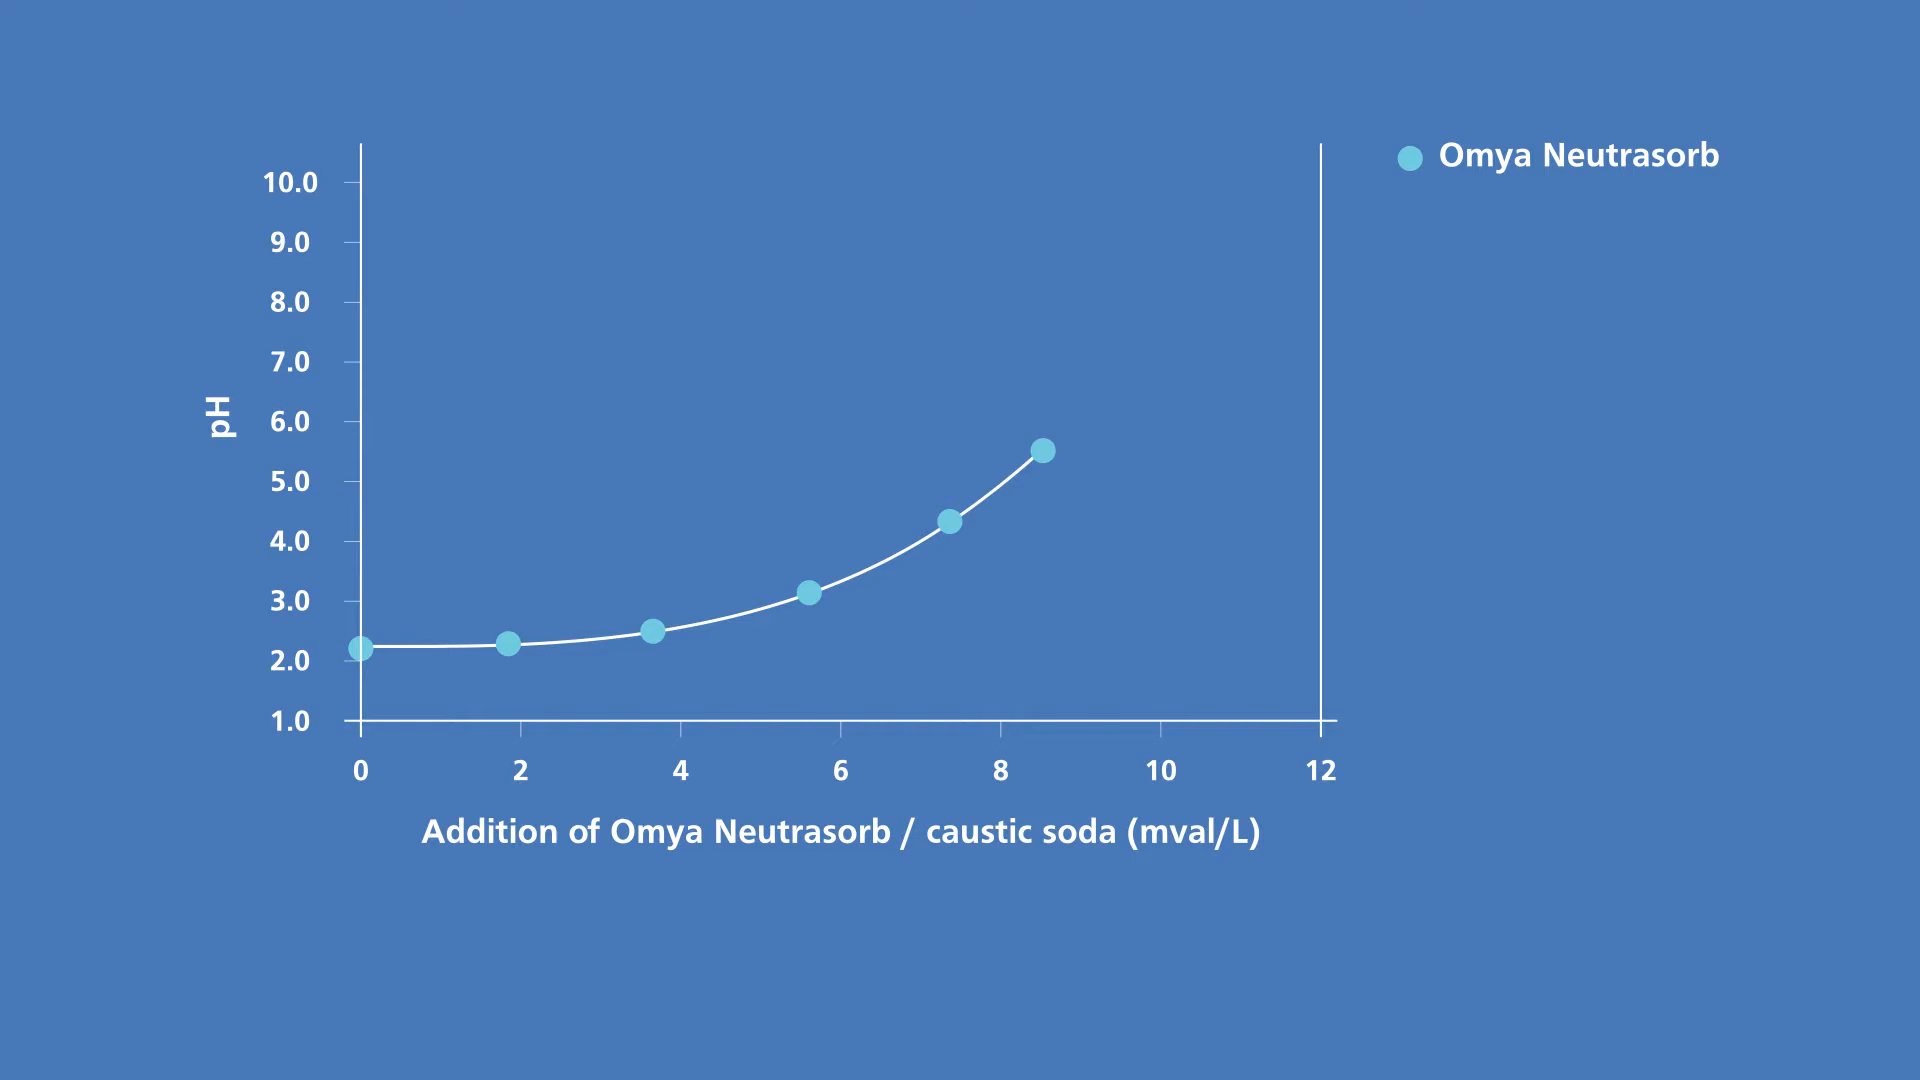 Omya Neutrasorb
10.0
9.0
8.0
7.0
6.0
5.0
4.0
3.0
2.0
1.0
pH
0 2 4 6 8 10 12
Addition of Omya Neutrasorb / caustic soda (mval/L)